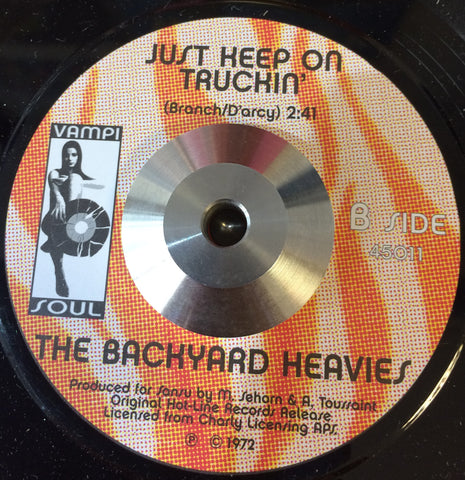 JUST KEEP ON
TRUCKIN'
(Branch/D'arcy) 2:41
VAMPI
SOUL
B SIDE
45011
THE BACKYARD HEAVIES
Produced for Sansu by M. Sehorn & A. Toussaint.
Original Hot-Line Records Release.
Licensed from Charly Licensing APS.
℗ © 1972